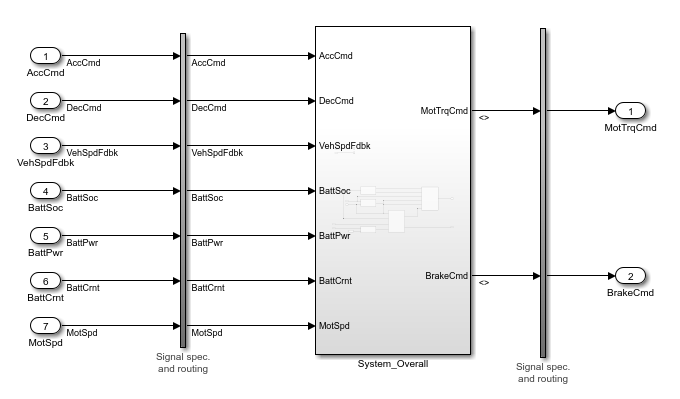 1
AccCmd
AccCmd
AccCmd
AccCmd
2
DecCmd
DecCmd
DecCmd
DecCmd
MotTrqCmd
<>
1
MotTrqCmd
3
VehSpdFdbk
VehSpdFdbk
VehSpdFdbk
VehSpdFdbk
4
BattSoc
BattSoc
BattSoc
BattSoc
5
BattPwr
BattPwr
BattPwr
BattPwr
6
BattCrnt
BattCrnt
BattCrnt
BattCrnt
BrakeCmd
<>
2
BrakeCmd
7
MotSpd
MotSpd
MotSpd
MotSpd
Signal spec.
and routing
System_Overall
Signal spec.
and routing